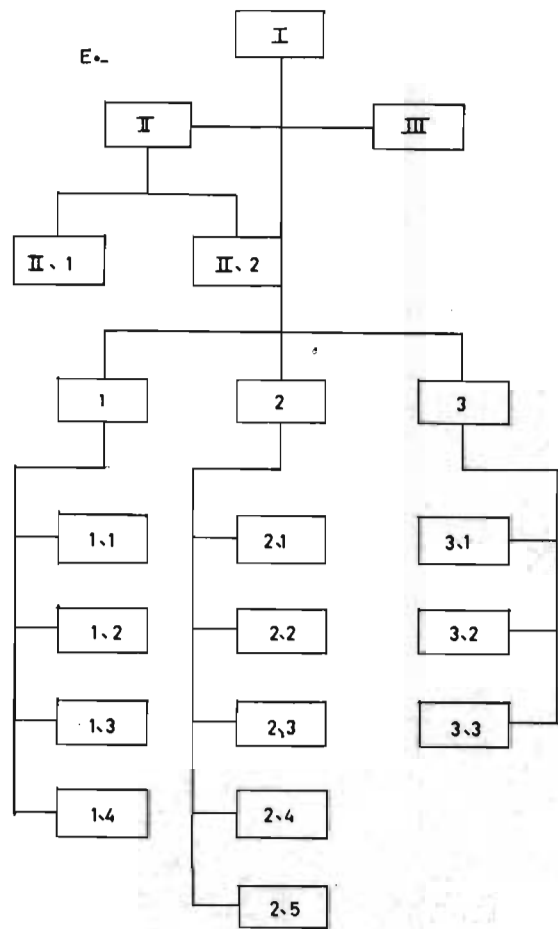 I
E.-
II
III
II、1
II、2
1
2
3
1、1
2、1
3、1
1、2
2、2
3、2
1、3
2、3
3、3
1、4
2、4
2、5